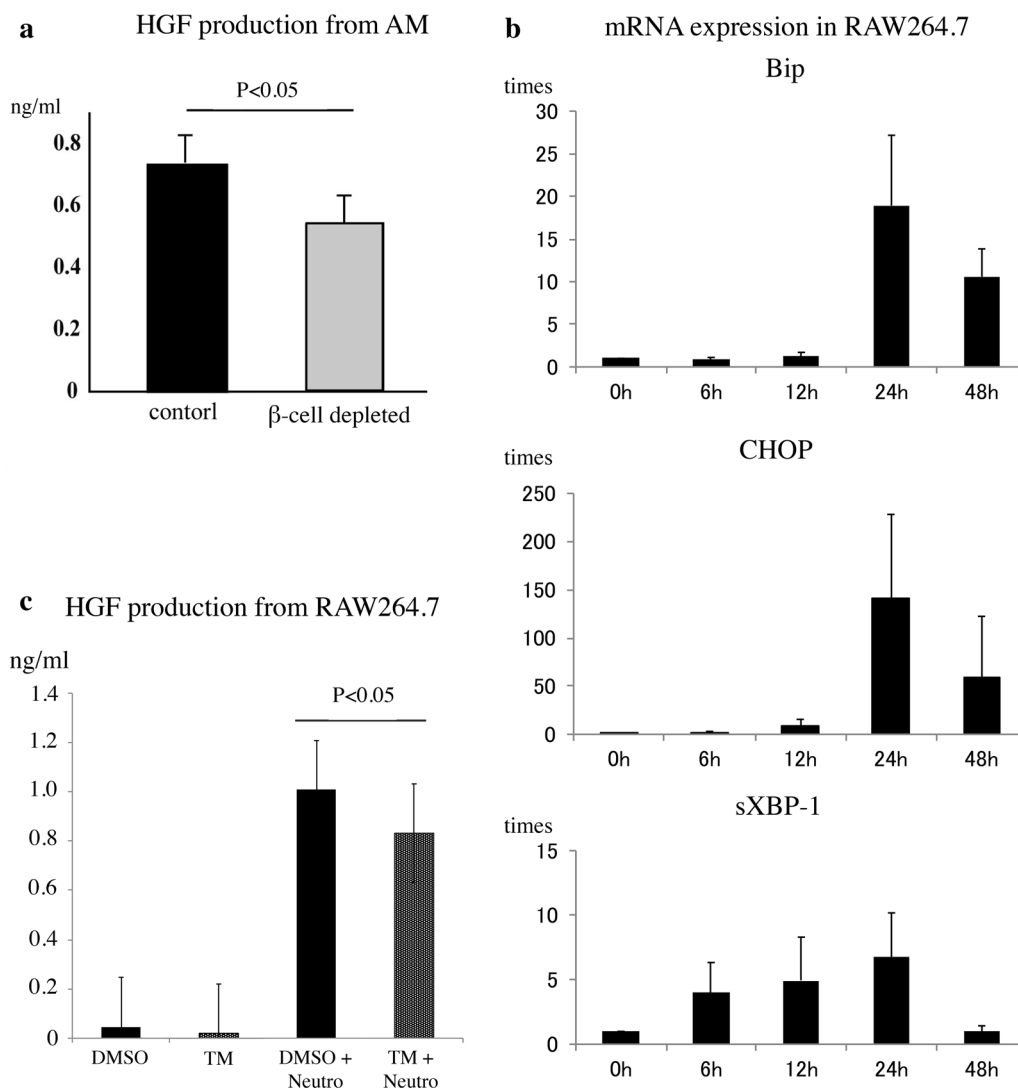 a HGF production from AM
ng/ml
P<0.05
0.8
0.6
0.4
0.2
0
contorl β-cell depleted
b mRNA expression in RAW264.7
Bip
times
30
25
20
15
10
5
0
0h 6h 12h 24h 48h
CHOP
times
250
200
150
100
50
0
0h 6h 12h 24h 48h
sXBP-1
times
15
10
5
0
0h 6h 12h 24h 48h
c HGF production from RAW264.7
ng/ml
P<0.05
1.4
1.2
1.0
0.8
0.6
0.4
0.2
0
DMSO TM DMSO + Neutro TM + Neutro